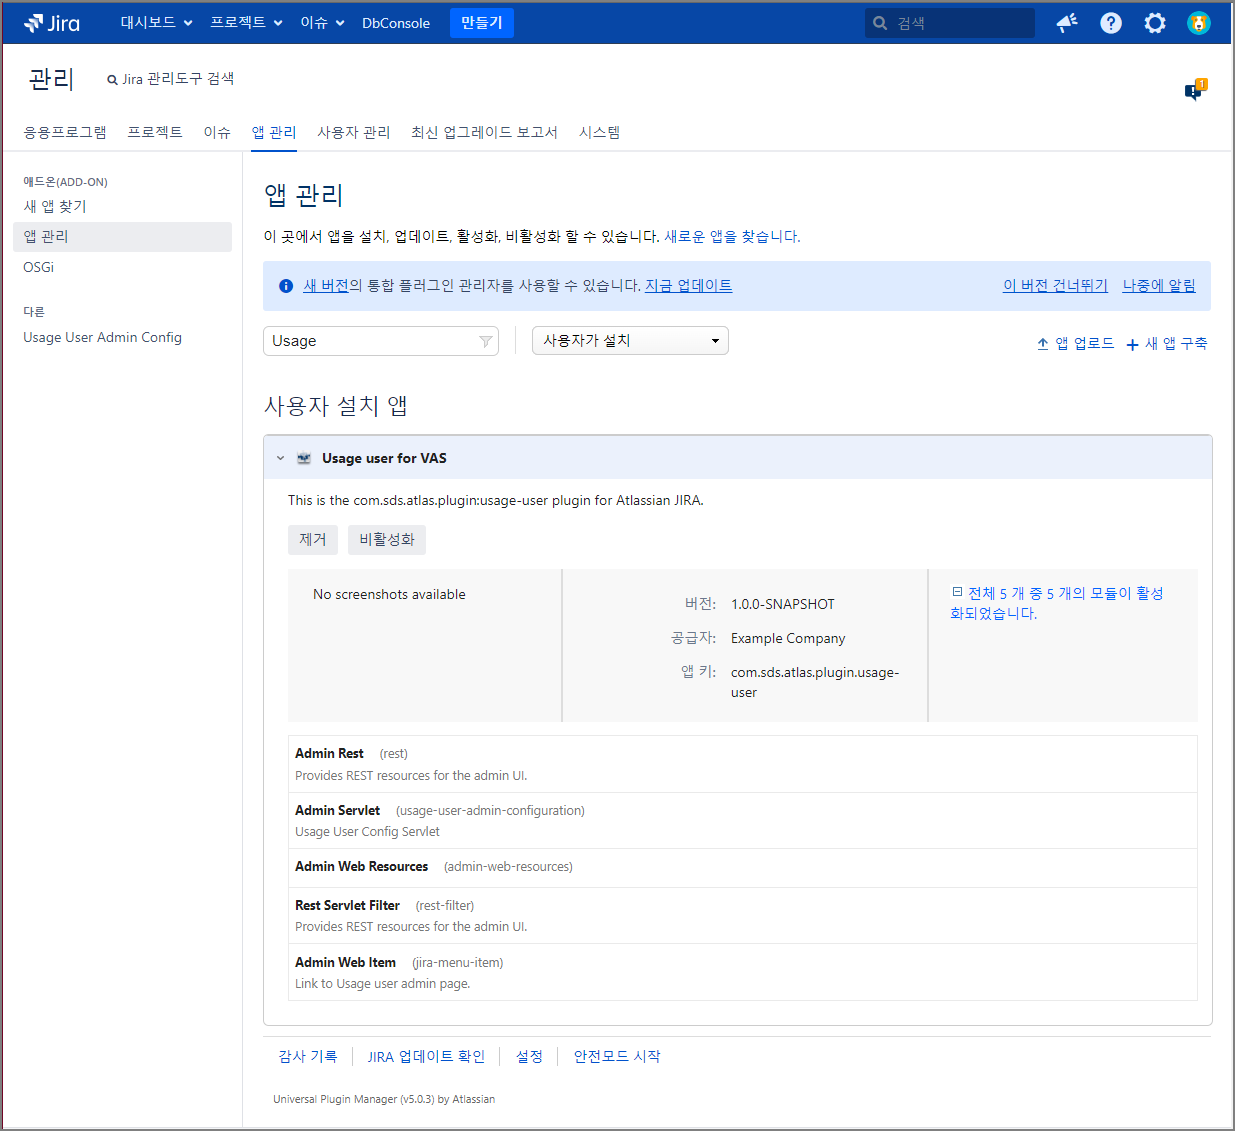 Jira 대시보드 프로젝트 이슈 DbConsole 만들기 검색
관리 Jira 관리도구 검색
1
응용프로그램 프로젝트 이슈 앱 관리 사용자 관리 최신 업그레이드 보고서 시스템
애드온(ADD-ON)
새 앱 찾기
앱 관리
OSGi
다른
Usage User Admin Config
앱 관리
이 곳에서 앱을 설치, 업데이트, 활성화, 비활성화 할 수 있습니다. 새로운 앱을 찾습니다.
새 버전의 통합 플러그인 관리자를 사용할 수 있습니다. 지금 업데이트 이 버전 건너뛰기 나중에 알림
Usage 사용자가 설치 앱 업로드 새 앱 구축
사용자 설치 앱
Usage user for VAS
This is the com.sds.atlas.plugin:usage-user plugin for Atlassian JIRA.
제거 비활성화
No screenshots available
버전: 1.0.0-SNAPSHOT
공급자: Example Company
앱 키: com.sds.atlas.plugin.usage-
user
전체 5 개 중 5 개의 모듈이 활성
화되었습니다.
Admin Rest (rest)
Provides REST resources for the admin UI.
Admin Servlet (usage-user-admin-configuration)
Usage User Config Servlet
Admin Web Resources (admin-web-resources)
Rest Servlet Filter (rest-filter)
Provides REST resources for the admin UI.
Admin Web Item (jira-menu-item)
Link to Usage user admin page.
감사 기록 JIRA 업데이트 확인 설정 안전모드 시작
Universal Plugin Manager (v5.0.3) by Atlassian